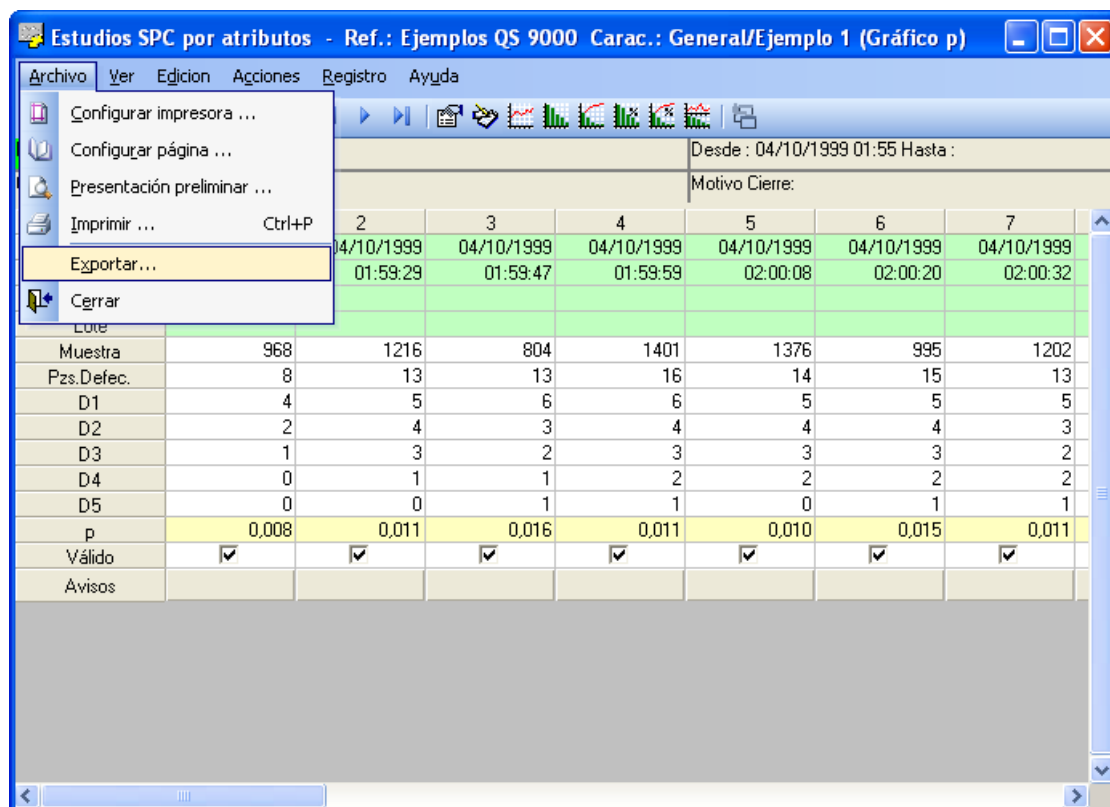 Estudios SPC por atributos - Ref.: Ejemplos QS 9000 Carac.: General/Ejemplo 1 (Gráfico p)
Archivo Ver Edicion Acciones Registro Ayuda
Configurar impresora ...
Configurar página ...
Presentación preliminar ...
Imprimir ... Ctrl+P
Exportar...
Cerrar
Desde : 04/10/1999 01:55 Hasta :
Motivo Cierre:
2 3 4 5 6 7
04/10/1999 04/10/1999 04/10/1999 04/10/1999 04/10/1999 04/10/1999
01:59:29 01:59:47 01:59:59 02:00:08 02:00:20 02:00:32
Lote
Muestra 968 1216 804 1401 1376 995 1202
Pzs.Defec. 8 13 13 16 14 15 13
D1 4 5 6 6 5 5 5
D2 2 4 3 4 4 4 3
D3 1 3 2 3 3 3 2
D4 0 1 1 2 2 2 2
D5 0 0 1 1 0 1 1
p 0,008 0,011 0,016 0,011 0,010 0,015 0,011
Válido
Avisos